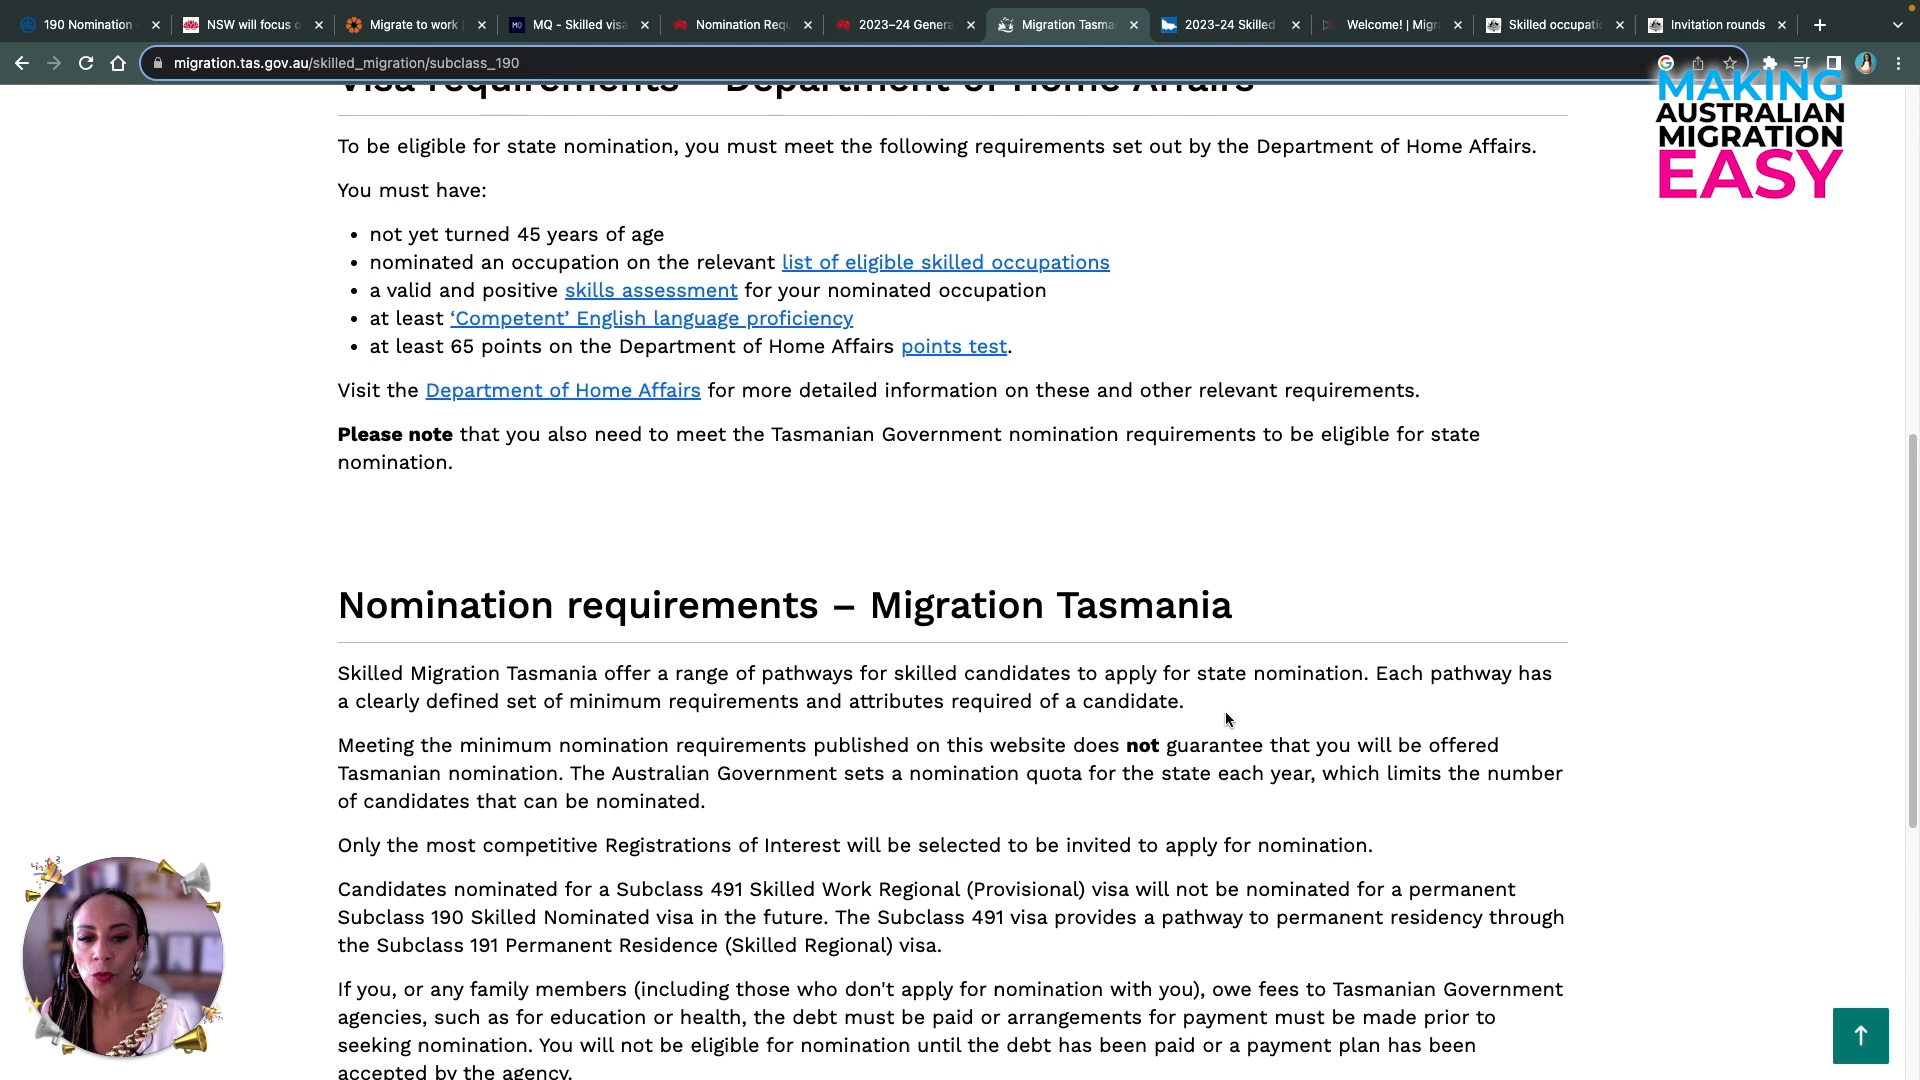 190 Nomination
NSW will focus o
Migrate to work
MQ - Skilled visa
Nomination Requ
2023–24 Genera
Migration Tasma
2023-24 Skilled
Welcome! | Migr
Skilled occupatio
Invitation rounds
migration.tas.gov.au/skilled_migration/subclass_190
MAKING
AUSTRALIAN
MIGRATION
EASY
Visa requirements – Department of Home Affairs
To be eligible for state nomination, you must meet the following requirements set out by the Department of Home Affairs.
You must have:
• not yet turned 45 years of age
• nominated an occupation on the relevant list of eligible skilled occupations
• a valid and positive skills assessment for your nominated occupation
• at least ‘Competent’ English language proficiency
• at least 65 points on the Department of Home Affairs points test.
Visit the Department of Home Affairs for more detailed information on these and other relevant requirements.
Please note that you also need to meet the Tasmanian Government nomination requirements to be eligible for state
nomination.
Nomination requirements – Migration Tasmania
Skilled Migration Tasmania offer a range of pathways for skilled candidates to apply for state nomination. Each pathway has
a clearly defined set of minimum requirements and attributes required of a candidate.
Meeting the minimum nomination requirements published on this website does not guarantee that you will be offered
Tasmanian nomination. The Australian Government sets a nomination quota for the state each year, which limits the number
of candidates that can be nominated.
Only the most competitive Registrations of Interest will be selected to be invited to apply for nomination.
Candidates nominated for a Subclass 491 Skilled Work Regional (Provisional) visa will not be nominated for a permanent
Subclass 190 Skilled Nominated visa in the future. The Subclass 491 visa provides a pathway to permanent residency through
the Subclass 191 Permanent Residence (Skilled Regional) visa.
If you, or any family members (including those who don't apply for nomination with you), owe fees to Tasmanian Government
agencies, such as for education or health, the debt must be paid or arrangements for payment must be made prior to
seeking nomination. You will not be eligible for nomination until the debt has been paid or a payment plan has been
accepted by the agency.